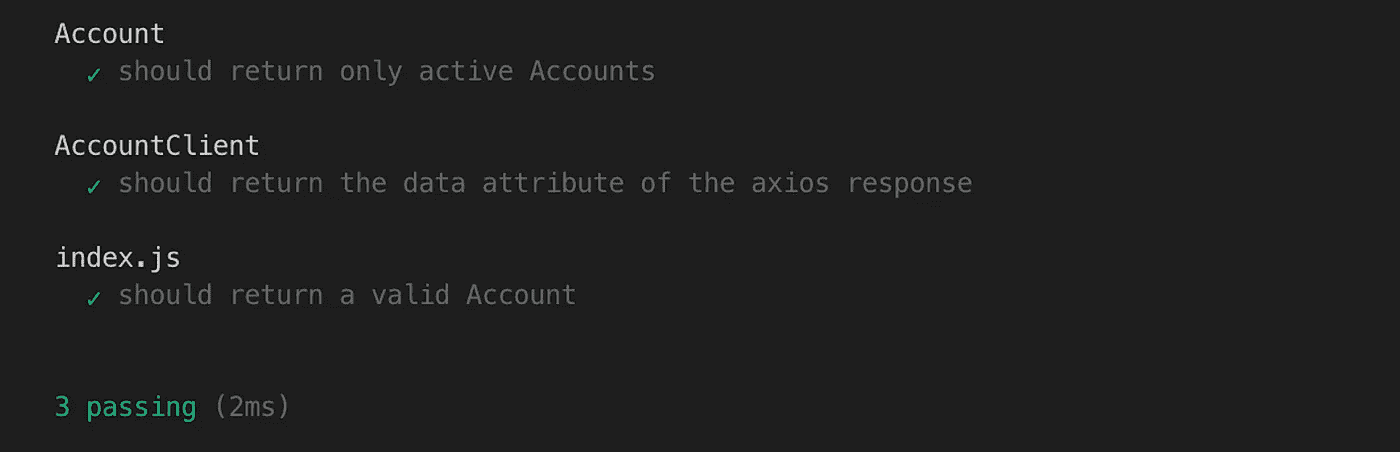 Account
✓ should return only active Accounts
AccountClient
✓ should return the data attribute of the axios response
index.js
✓ should return a valid Account
3 passing (2ms)